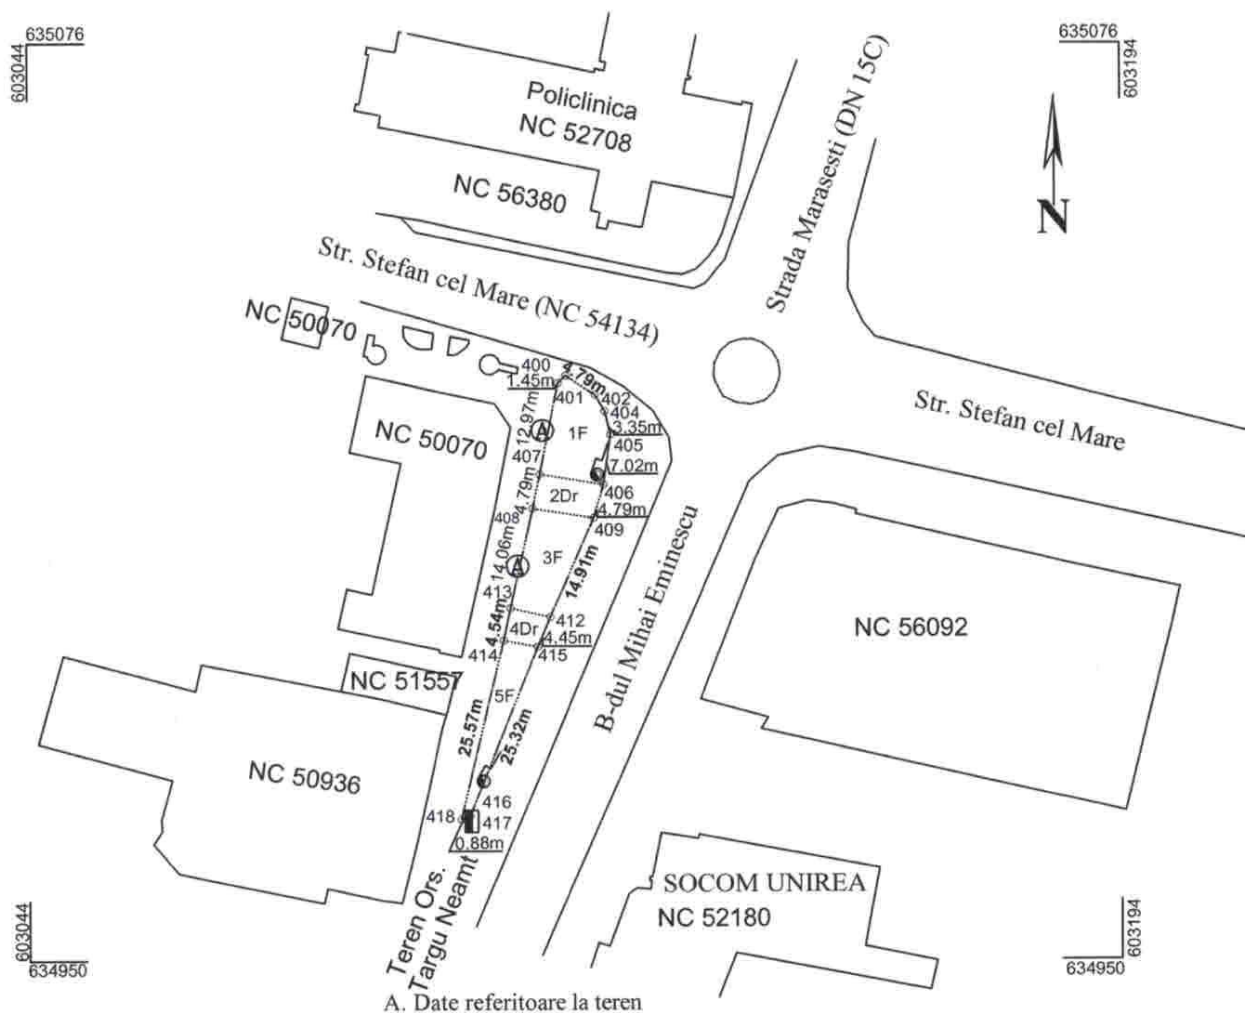 635076
603044
635076
603194
Policlinica
NC 52708
NC 56380
Strada Marasesti (DN 15C)
N
Str. Stefan cel Mare (NC 54134)
NC 50070
400
4.79m
1.45m
401
402
404
12.97m
A
1F
3.35m
405
NC 50070
407
7.02m
406
4.79m
2Dr
4.79m
408
409
Str. Stefan cel Mare
14.06m
A
3F
14.91m
413
412
4.54m
4Dr
4.45m
414
415
B-dul Mihai Eminescu
NC 56092
NC 51557
5F
25.57m
25.32m
NC 50936
416
418
417
0.88m
Teren Ors.
Targu Neamt
SOCOM UNIREA
NC 52180
603044
634950
603194
634950
A. Date referitoare la teren